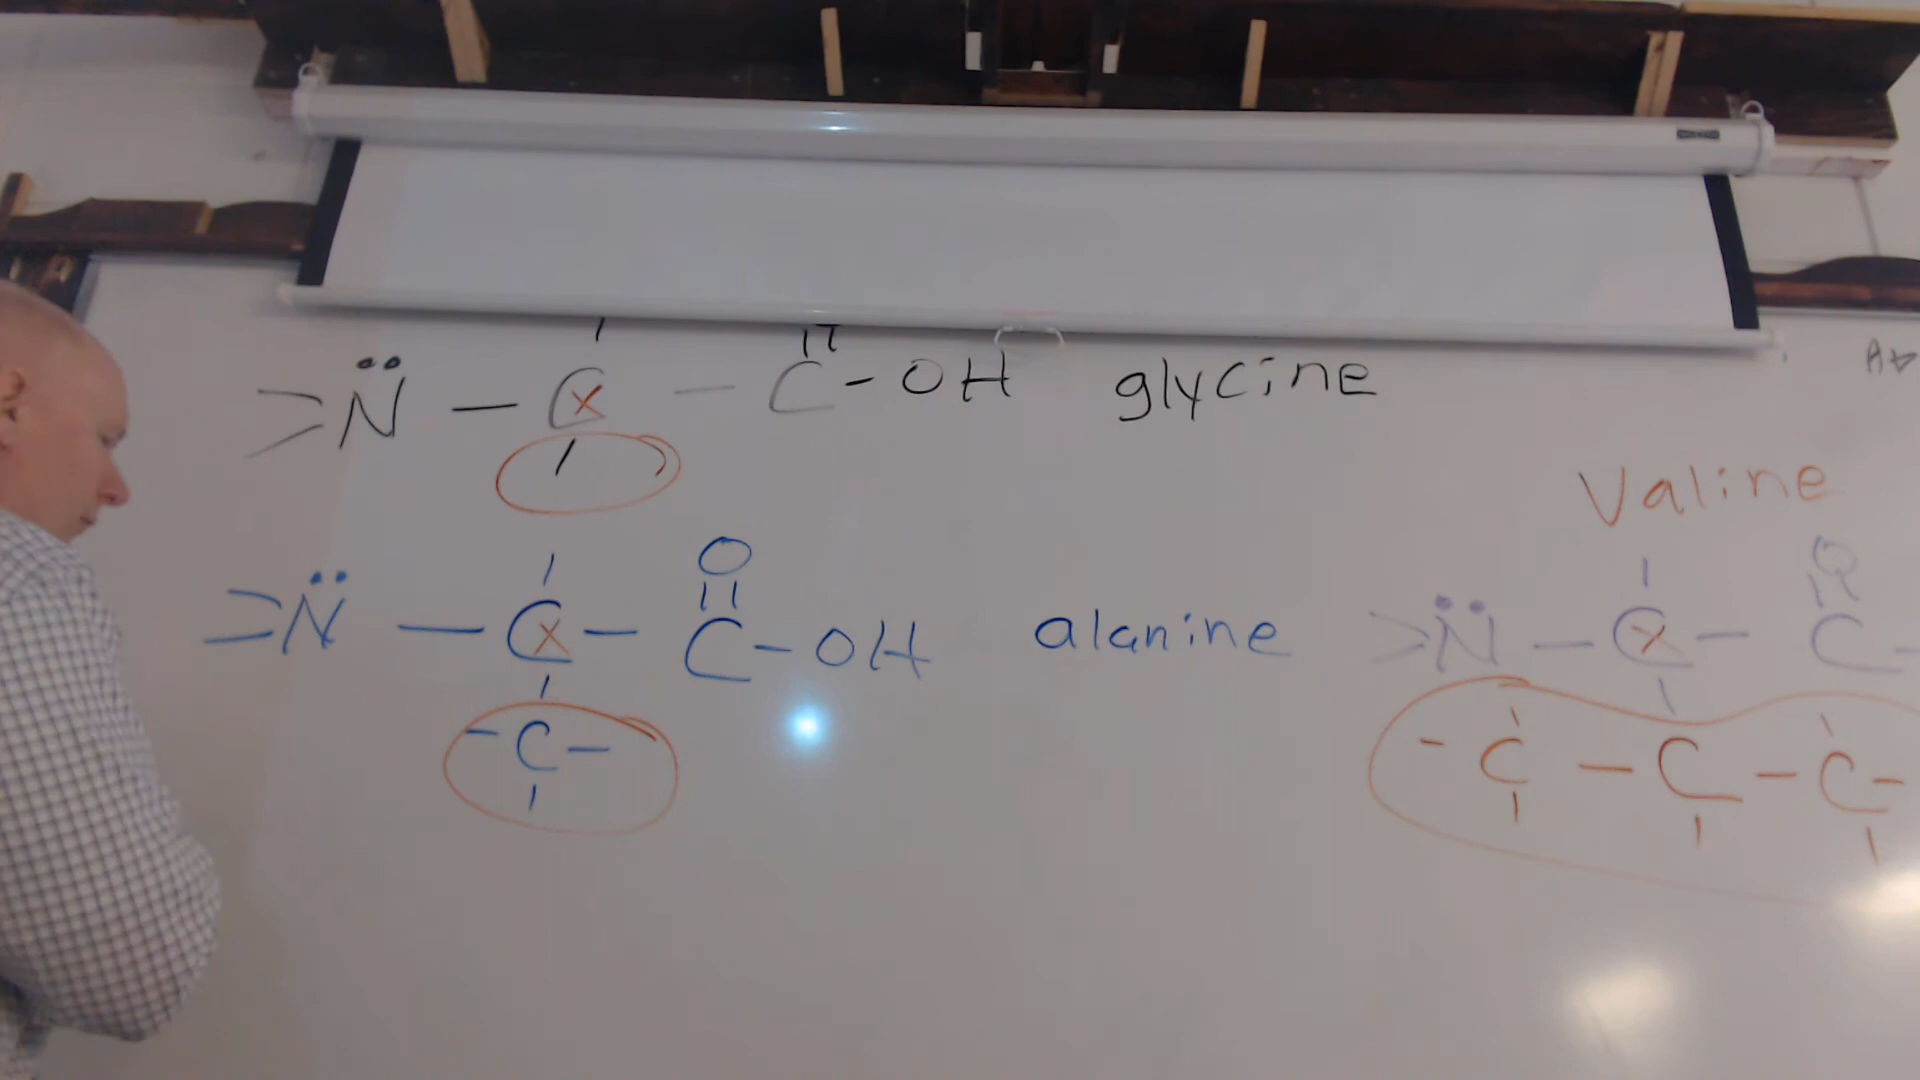 >N̈ — C — C - OH glycine
Valine
O O
>N̈ — C — C - OH alanine >N̈ — C — C -
- C - - C — C — C -